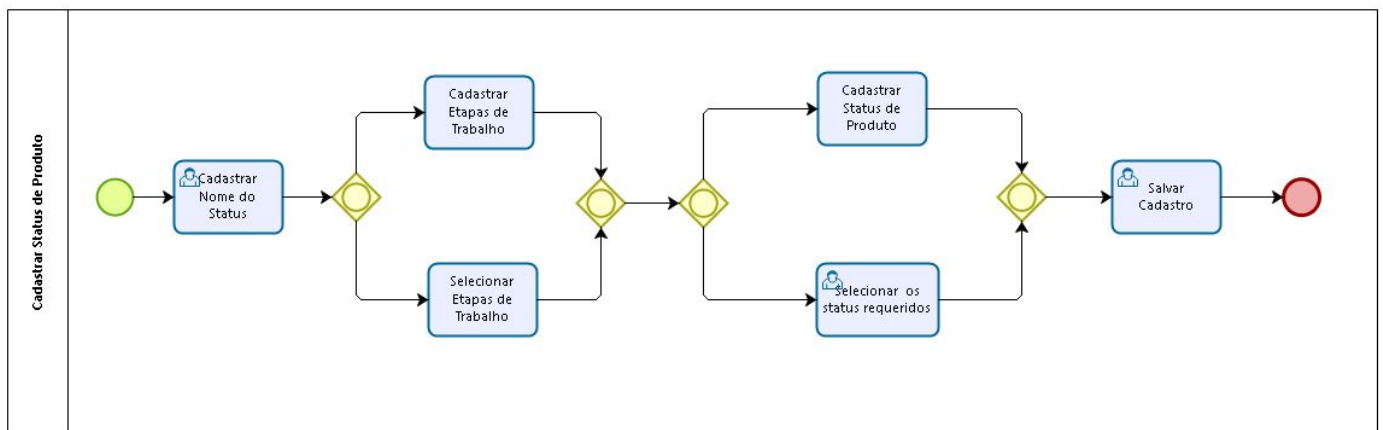 Cadastrar Status de Produto
Cadastrar
Nome do
Status
Cadastrar
Etapas de
Trabalho
Selecionar
Etapas de
Trabalho
Cadastrar
Status de
Produto
Selecionar os
status requeridos
Salvar
Cadastro